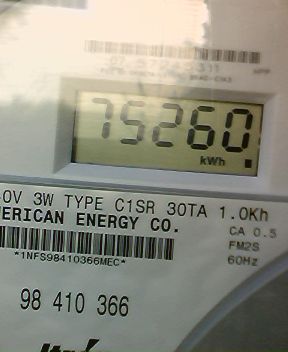 75260
kWh
0V 3W TYPE C1SR 30TA 1.0Kh
ERICAN ENERGY CO.
CA 0.5
FM2S
*1NFS98410366MEC*
60Hz
98 410 366